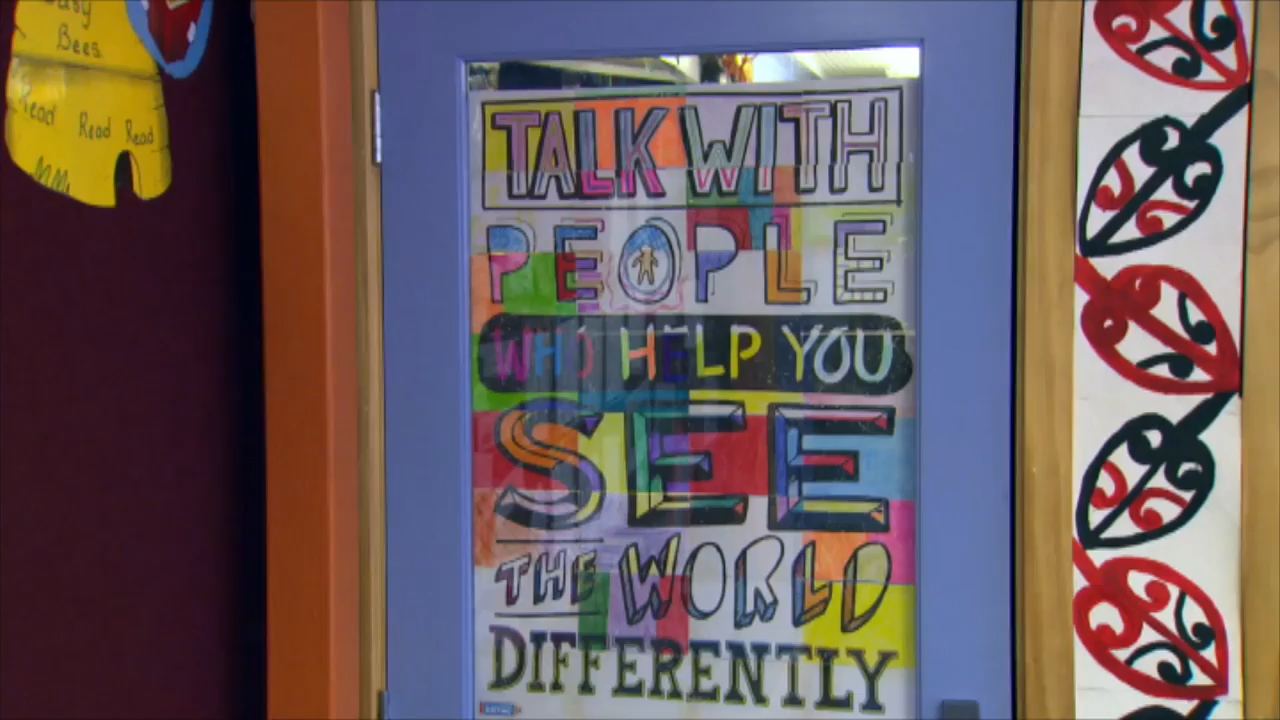 Busy
Bees
Read Read Read
TALK WITH
PEOPLE
WHO HELP YOU
SEE
THE WORLD
DIFFERENTLY